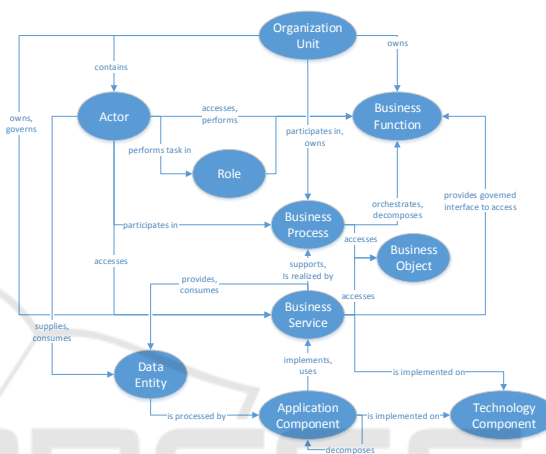 Organization
Unit
owns
contains
Actor
accesses,
performs
Business
Function
owns,
governs
participates in,
owns
performs task in
Role
orchestrates,
decomposes
provides governed
interface to access
participates in
Business
Process
accesses
Business
Object
accesses
supports,
Is realized by
provides,
consumes
accesses
Business
Service
supplies,
consumes
implements,
uses
Data
Entity
is implemented on
is processed by
Application
Component
is implemented on
Technology
Component
decomposes